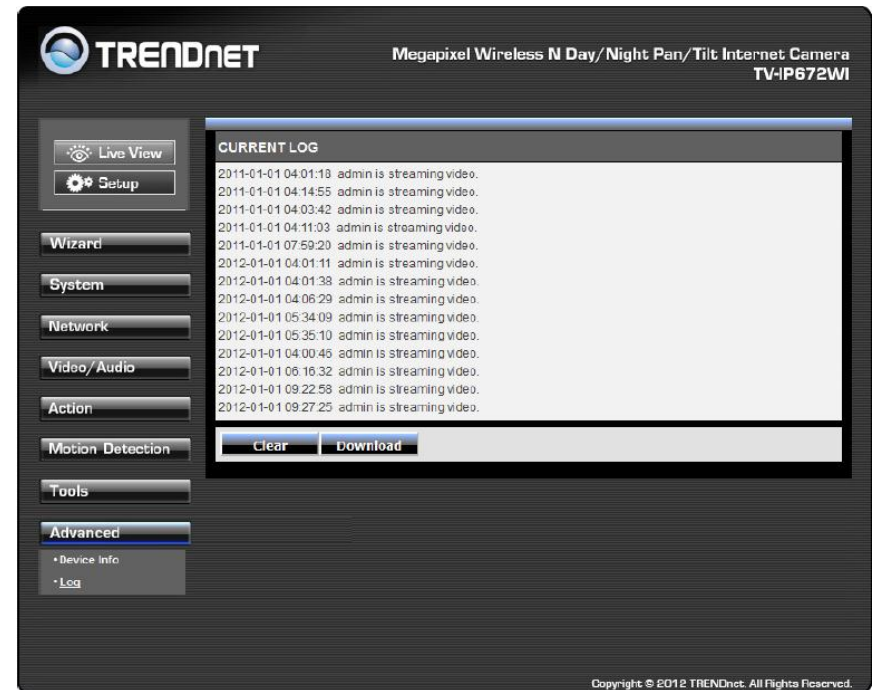 TRENDNET
Megapixel Wireless N Day/Night Pan/Tilt Internet Camera
TV-IP672WI
Live View
Setup
Wizard
System
Network
Video/Audio
Action
Motion Detection
Tools
Advanced
• Device Info
• Log
CURRENT LOG
2011-01-01 04:01:18 admin is streaming video.
2011-01-01 04:14:55 admin is streaming video.
2011-01-01 04:03:42 admin is streaming video.
2011-01-01 04:11:03 admin is streaming video.
2011-01-01 07:59:20 admin is streaming video.
2012-01-01 04:01:11 admin is streaming video.
2012-01-01 04:01:38 admin is streaming video.
2012-01-01 04:06:29 admin is streaming video.
2012-01-01 05:34:09 admin is streaming video.
2012-01-01 05:35:10 admin is streaming video.
2012-01-01 04:00:46 admin is streaming video.
2012-01-01 06:16:32 admin is streaming video.
2012-01-01 09:22:58 admin is streaming video.
2012-01-01 09:27:25 admin is streaming video.
Clear Download
Copyright © 2012 TRENDnet. All Rights Reserved.